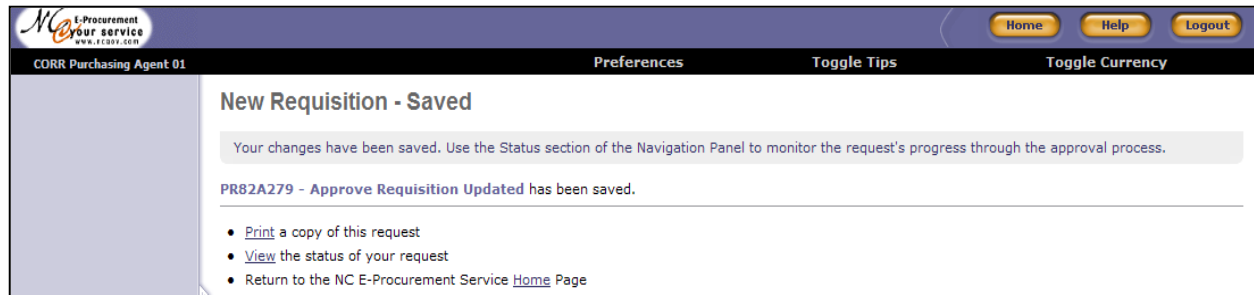 NC E-Procurement
@your service
www.ncgov.com
Home Help Logout
CORR Purchasing Agent 01 Preferences Toggle Tips Toggle Currency
New Requisition - Saved
Your changes have been saved. Use the Status section of the Navigation Panel to monitor the request's progress through the approval process.
PR82A279 - Approve Requisition Updated has been saved.
• Print a copy of this request
• View the status of your request
• Return to the NC E-Procurement Service Home Page